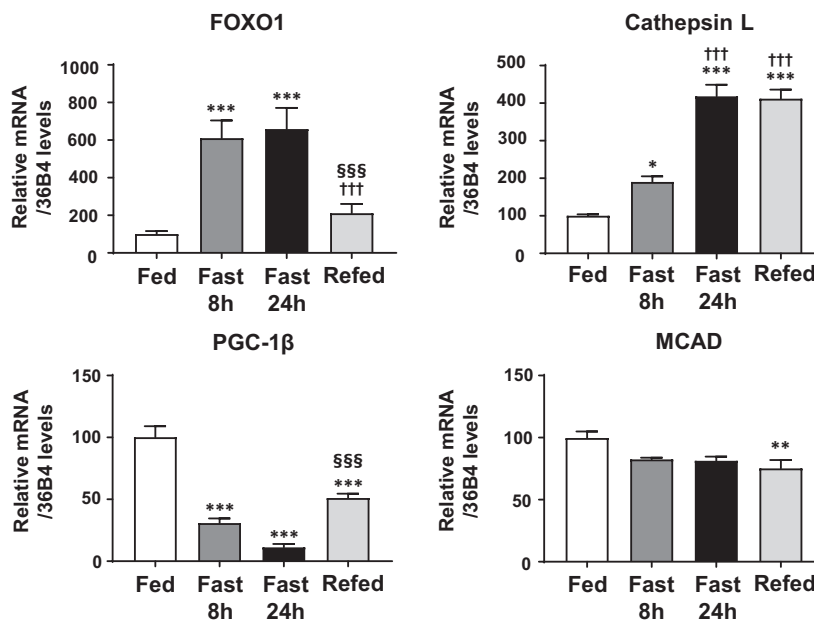 FOXO1
Relative mRNA
/36B4 levels
1000
800
600
400
200
0
***
***
§§§
†††
Fed
Fast
8h
Fast
24h
Refed
Cathepsin L
Relative mRNA
/36B4 levels
500
400
300
200
100
0
*
†††
***
†††
***
Fed
Fast
8h
Fast
24h
Refed
PGC-1β
Relative mRNA
/36B4 levels
150
100
50
0
***
***
§§§
***
Fed
Fast
8h
Fast
24h
Refed
MCAD
Relative mRNA
/36B4 levels
150
100
50
0
**
Fed
Fast
8h
Fast
24h
Refed